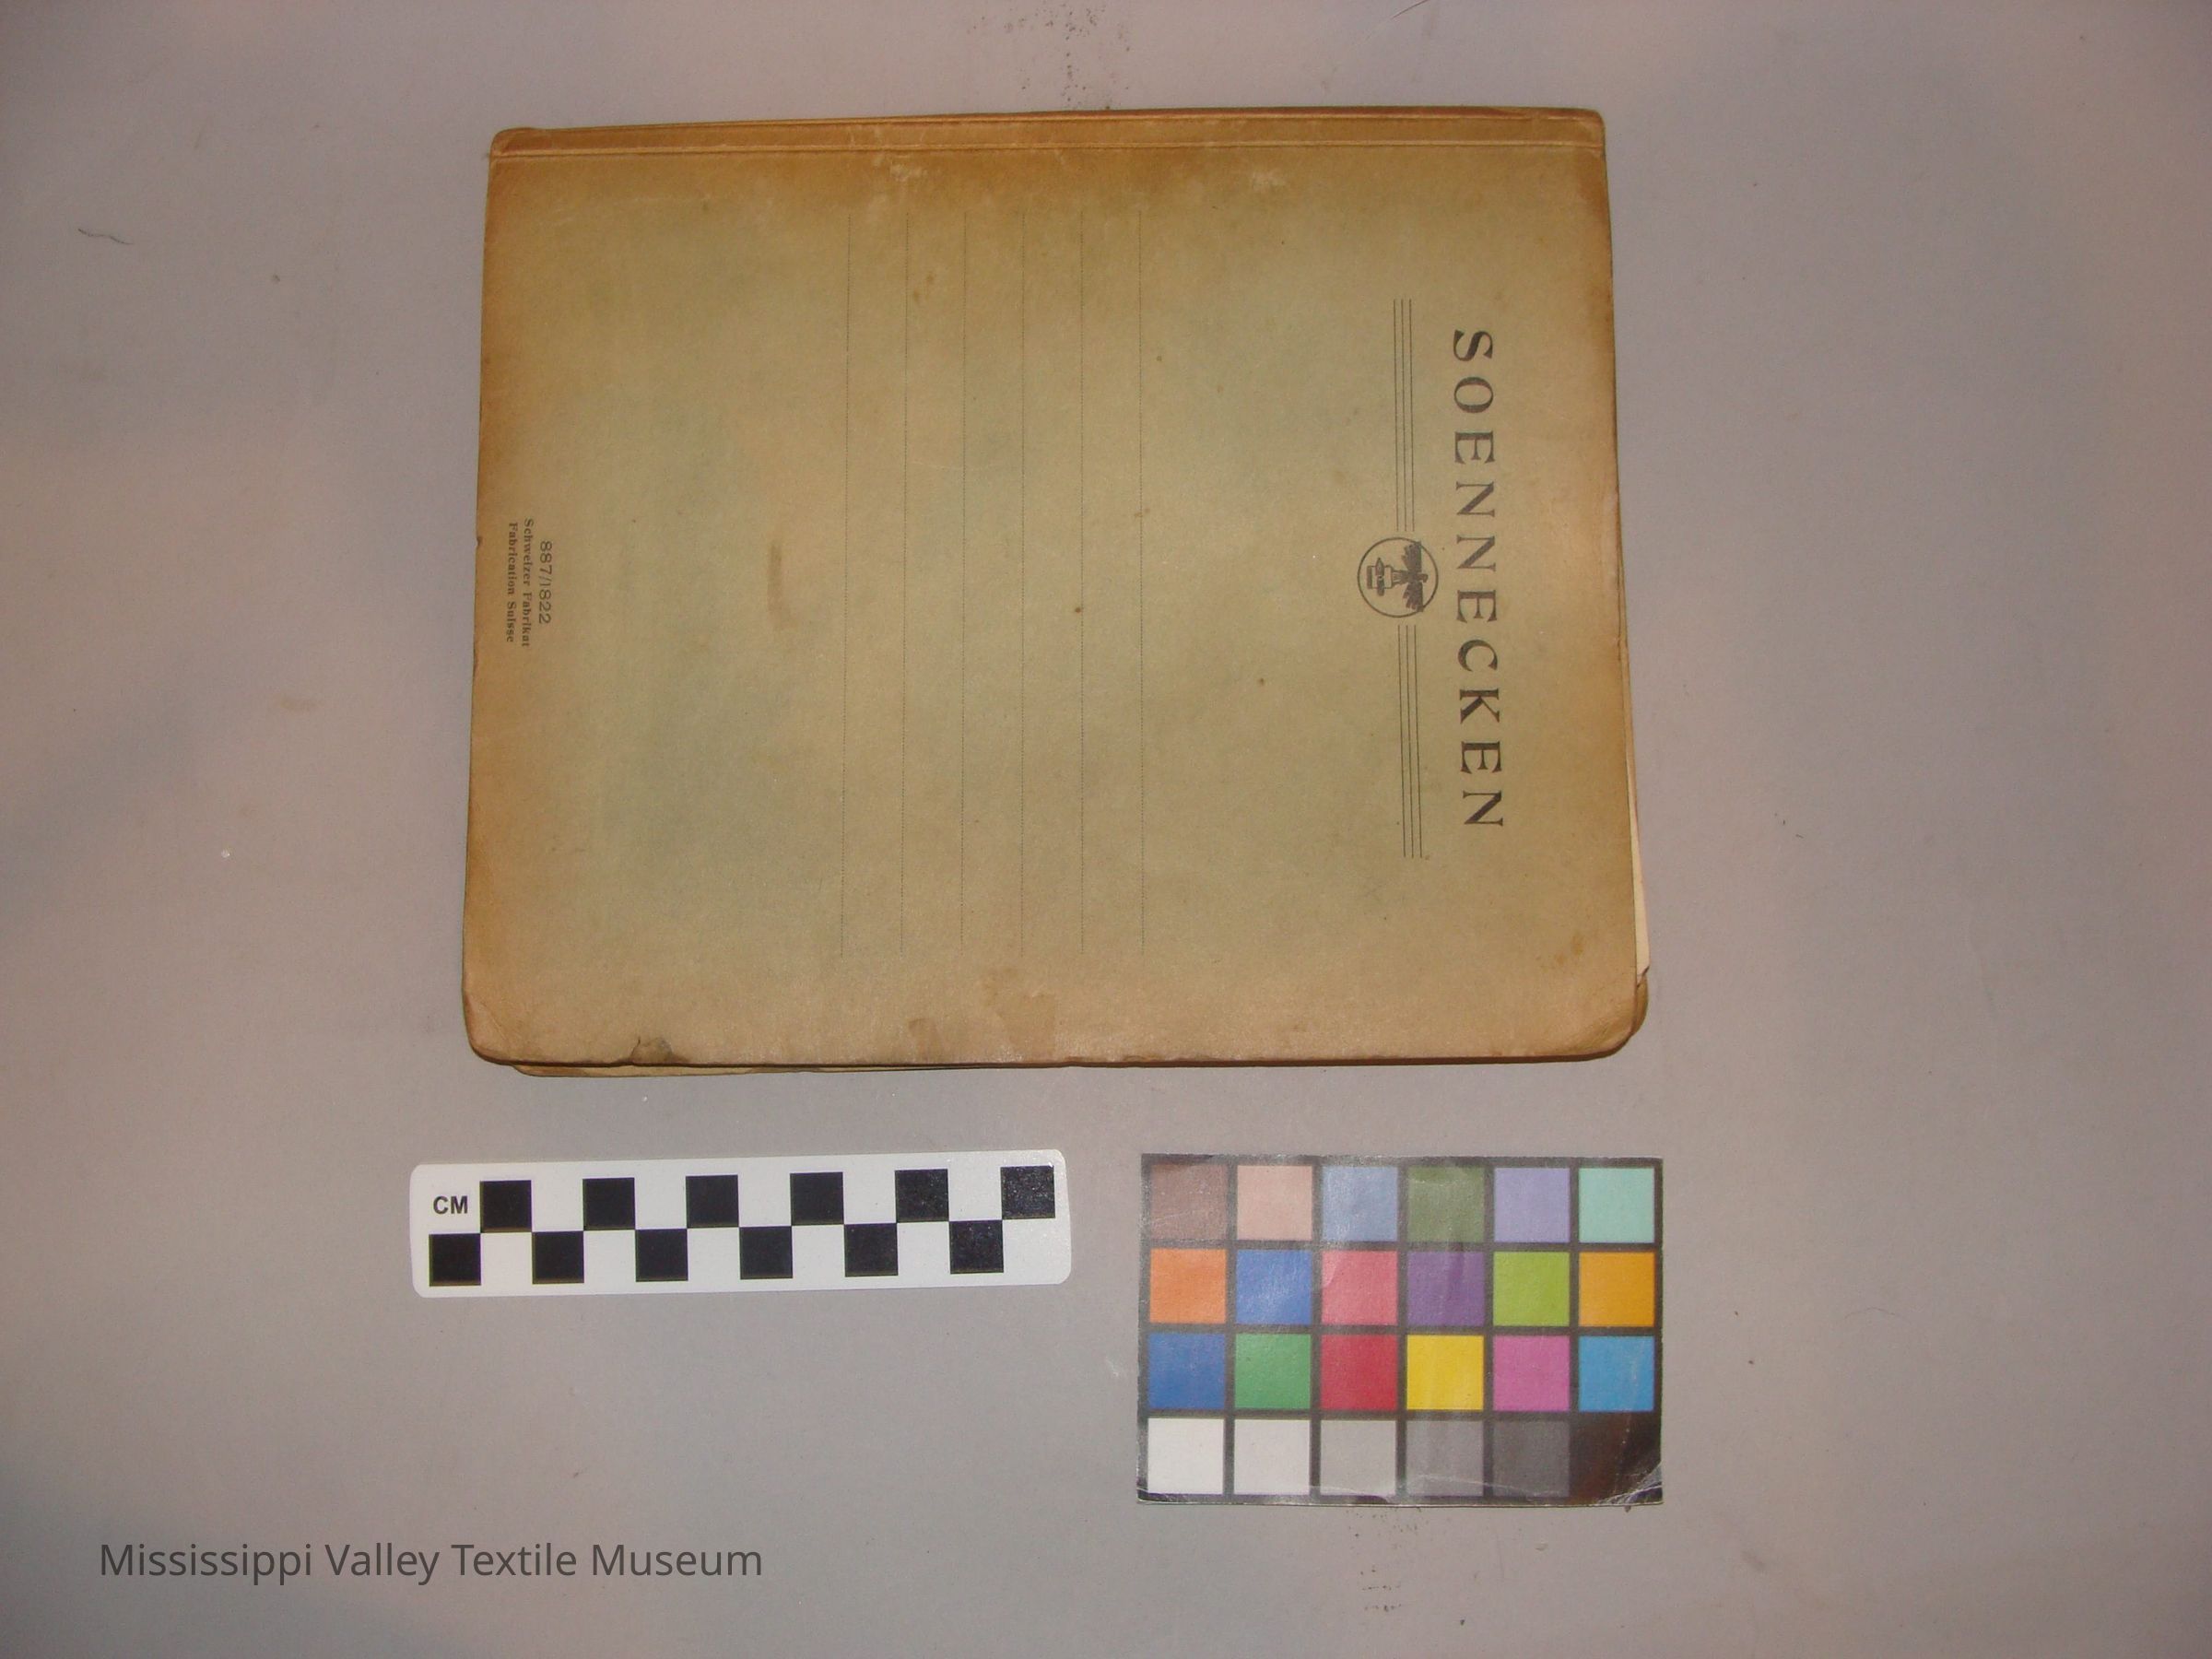 SOENNECKEN
887/1822
Schweizer Fabrikat
Fabrication Suisse
CM
Mississippi Valley Textile Museum